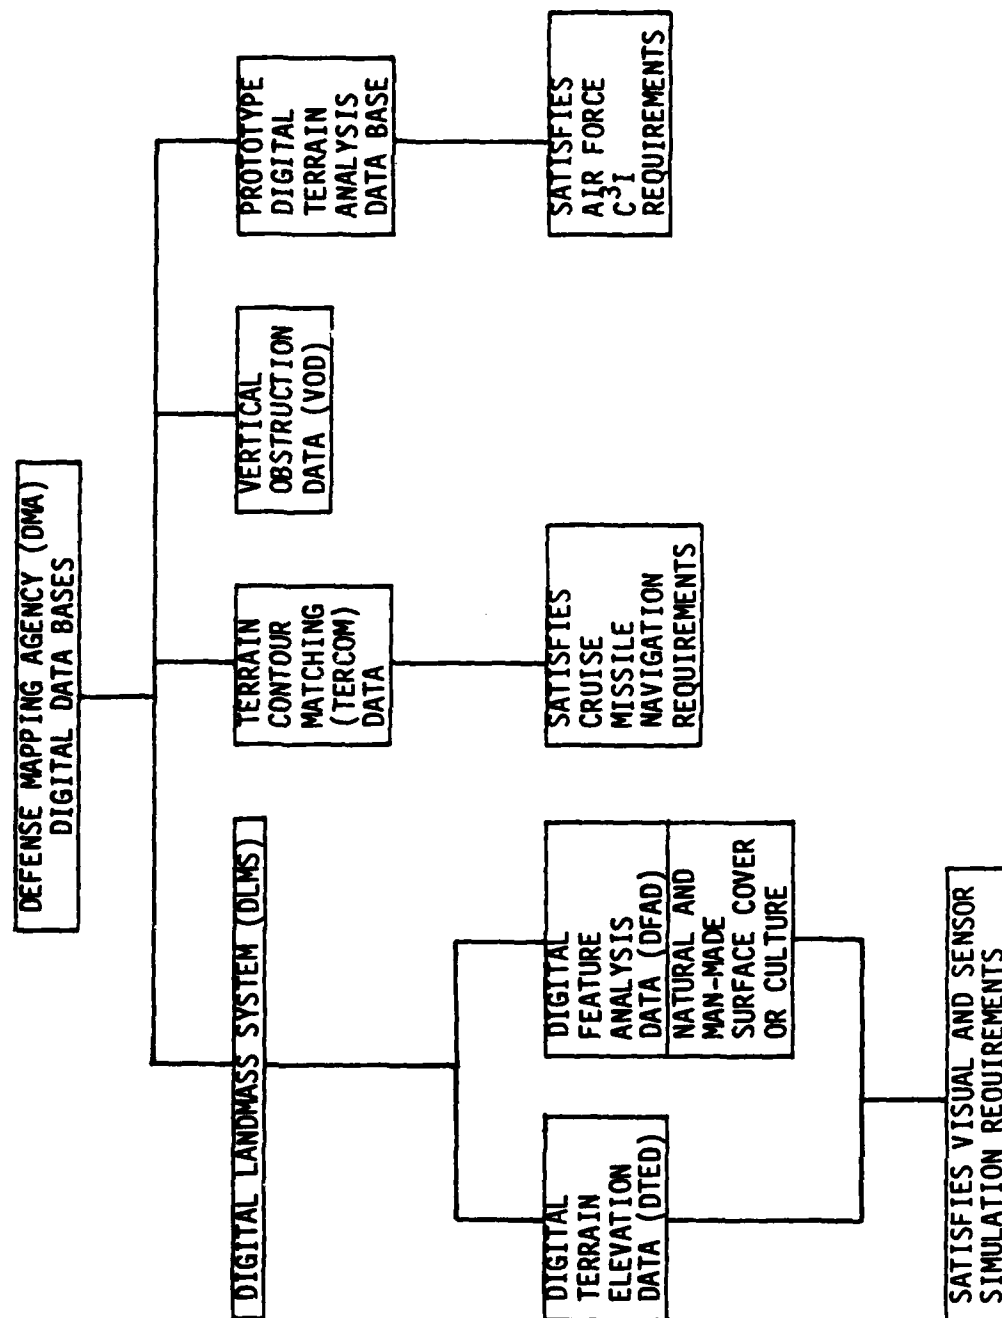 DEFENSE MAPPING AGENCY (DMA)
DIGITAL DATA BASES
DIGITAL LANDMASS SYSTEM (DLMS)
TERRAIN
CONTOUR
MATCHING
(TERCOM)
DATA
VERTICAL
OBSTRUCTION
DATA (VOD)
PROTOTYPE
DIGITAL
TERRAIN
ANALYSIS
DATA BASE
DIGITAL
TERRAIN
ELEVATION
DATA (DTED)
DIGITAL
FEATURE
ANALYSIS
DATA (DFAD)
NATURAL AND
MAN-MADE
SURFACE COVER
OR CULTURE
SATISFIES
CRUISE
MISSILE
NAVIGATION
REQUIREMENTS
SATISFIES
AIR FORCE
C³I
REQUIREMENTS
SATISFIES VISUAL AND SENSOR
SIMULATION REQUIREMENTS